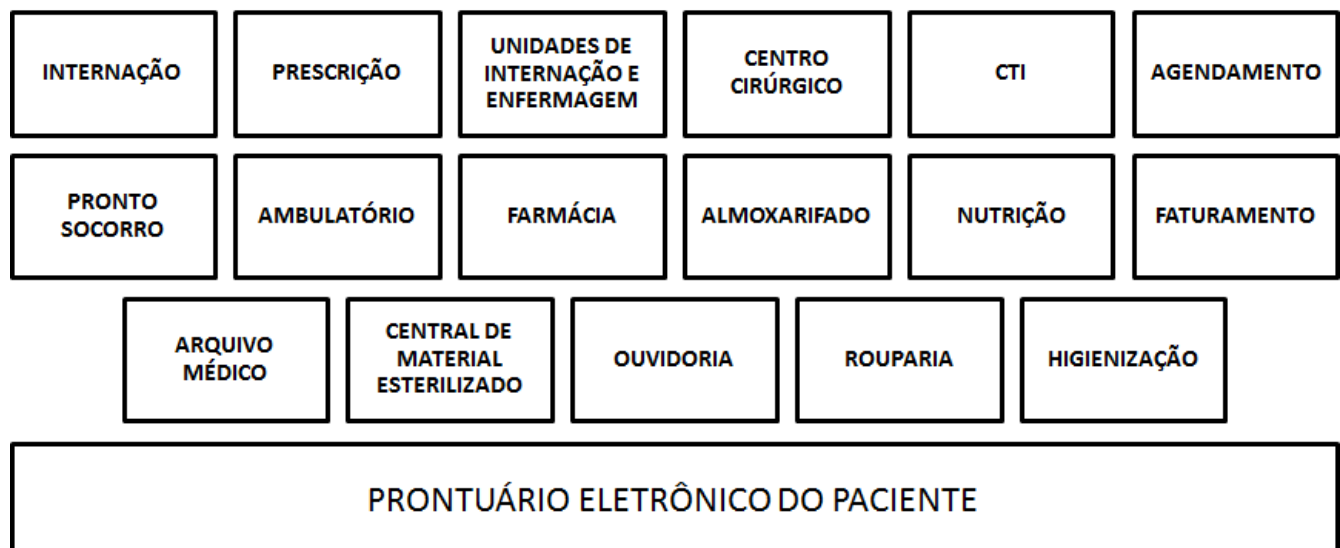 INTERNAÇÃO
PRESCRIÇÃO
UNIDADES DE
INTERNAÇÃO E
ENFERMAGEM
CENTRO
CIRÚRGICO
CTI
AGENDAMENTO
PRONTO
SOCORRO
AMBULATÓRIO
FARMÁCIA
ALMOXARIFADO
NUTRIÇÃO
FATURAMENTO
ARQUIVO
MÉDICO
CENTRAL DE
MATERIAL
ESTERILIZADO
OUVIDORIA
ROUPARIA
HIGIENIZAÇÃO
PRONTUÁRIO ELETRÔNICO DO PACIENTE